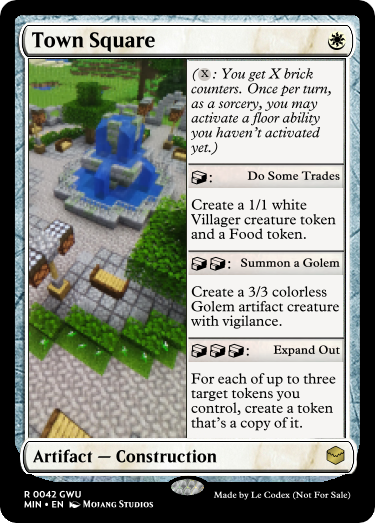 Town Square
(X: You get X brick
counters. Once per turn,
as a sorcery, you may
activate a floor ability
you haven't activated
yet.)
: Do Some Trades
Create a 1/1 white
Villager creature token
and a Food token.
: Summon a Golem
Create a 3/3 colorless
Golem artifact creature
with vigilance.
: Expand Out
For each of up to three
target tokens you
control, create a token
that's a copy of it.
Artifact — Construction
R 0042 GWU
MIN • EN Mojang Studios
Made by Le Codex (Not For Sale)